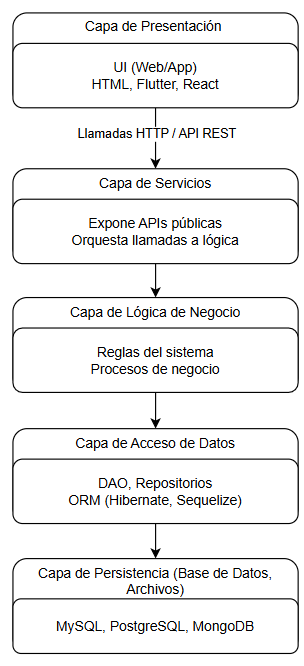 Capa de Presentación
UI (Web/App)
HTML, Flutter, React
Llamadas HTTP / API REST
Capa de Servicios
Expone APIs públicas
Orquesta llamadas a lógica
Capa de Lógica de Negocio
Reglas del sistema
Procesos de negocio
Capa de Acceso de Datos
DAO, Repositorios
ORM (Hibernate, Sequelize)
Capa de Persistencia (Base de Datos,
Archivos)
MySQL, PostgreSQL, MongoDB